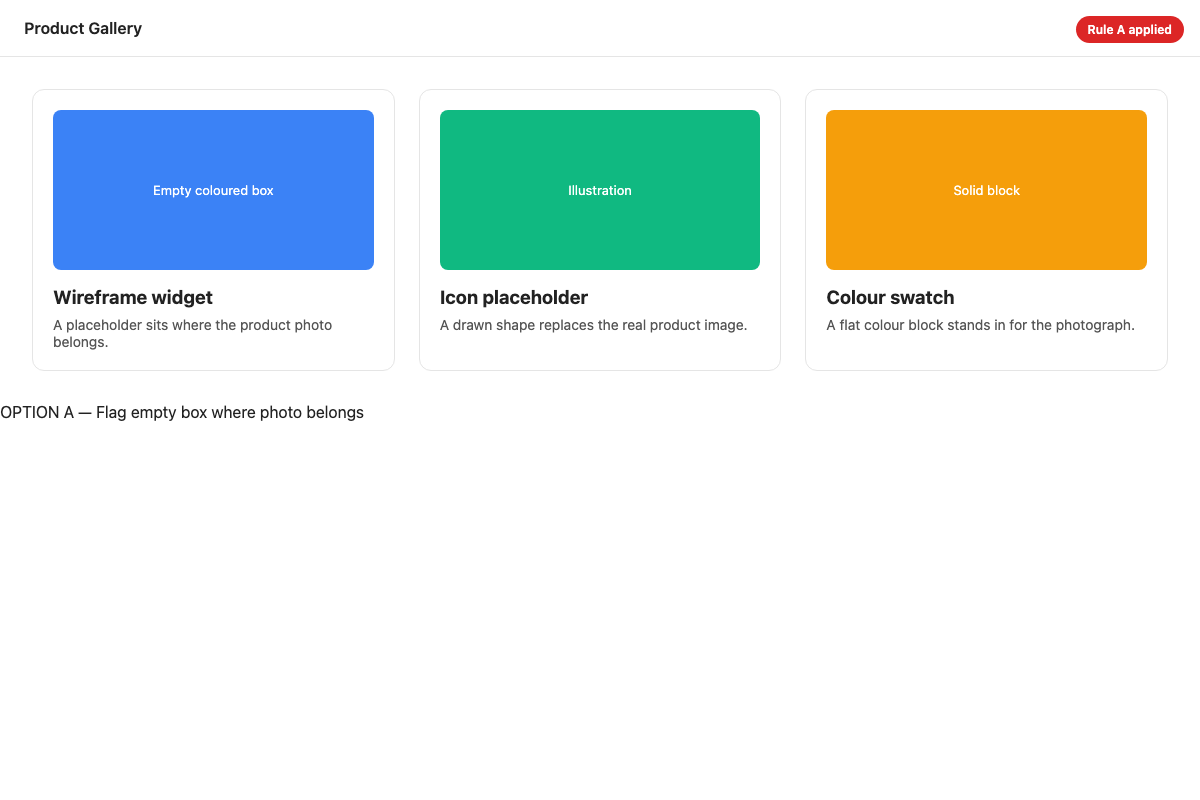 Product Gallery
Rule A applied
Empty coloured box
Illustration
Solid block
Wireframe widget
A placeholder sits where the product photo
belongs.
Icon placeholder
A drawn shape replaces the real product image.
Colour swatch
A flat colour block stands in for the photograph.
OPTION A — Flag empty box where photo belongs